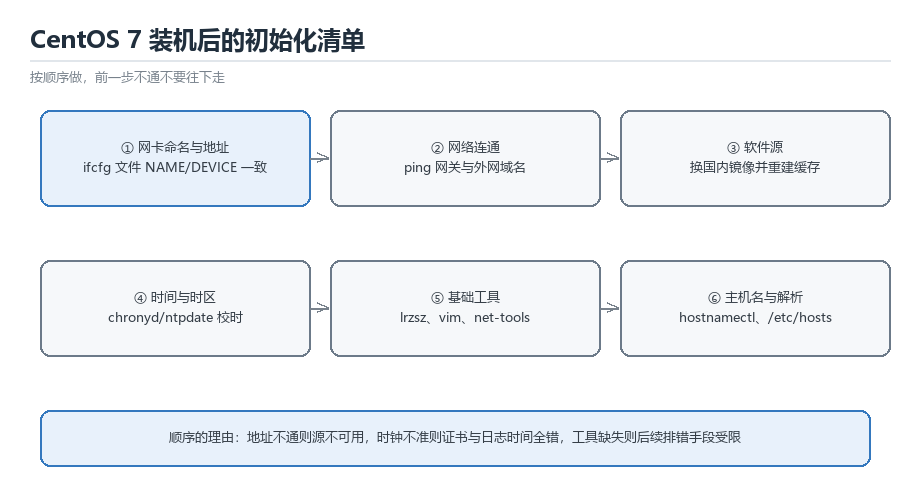 CentOS 7 装机后的初始化清单
按顺序做，前一步不通不要往下走
① 网卡命名与地址
ifcfg 文件 NAME/DEVICE 一致
② 网络连通
ping 网关与外网域名
③ 软件源
换国内镜像并重建缓存
④ 时间与时区
chronyd/ntpdate 校时
⑤ 基础工具
lrzsz、vim、net-tools
⑥ 主机名与解析
hostnamectl、/etc/hosts
顺序的理由：地址不通则源不可用，时钟不准则证书与日志时间全错，工具缺失则后续排错手段受限